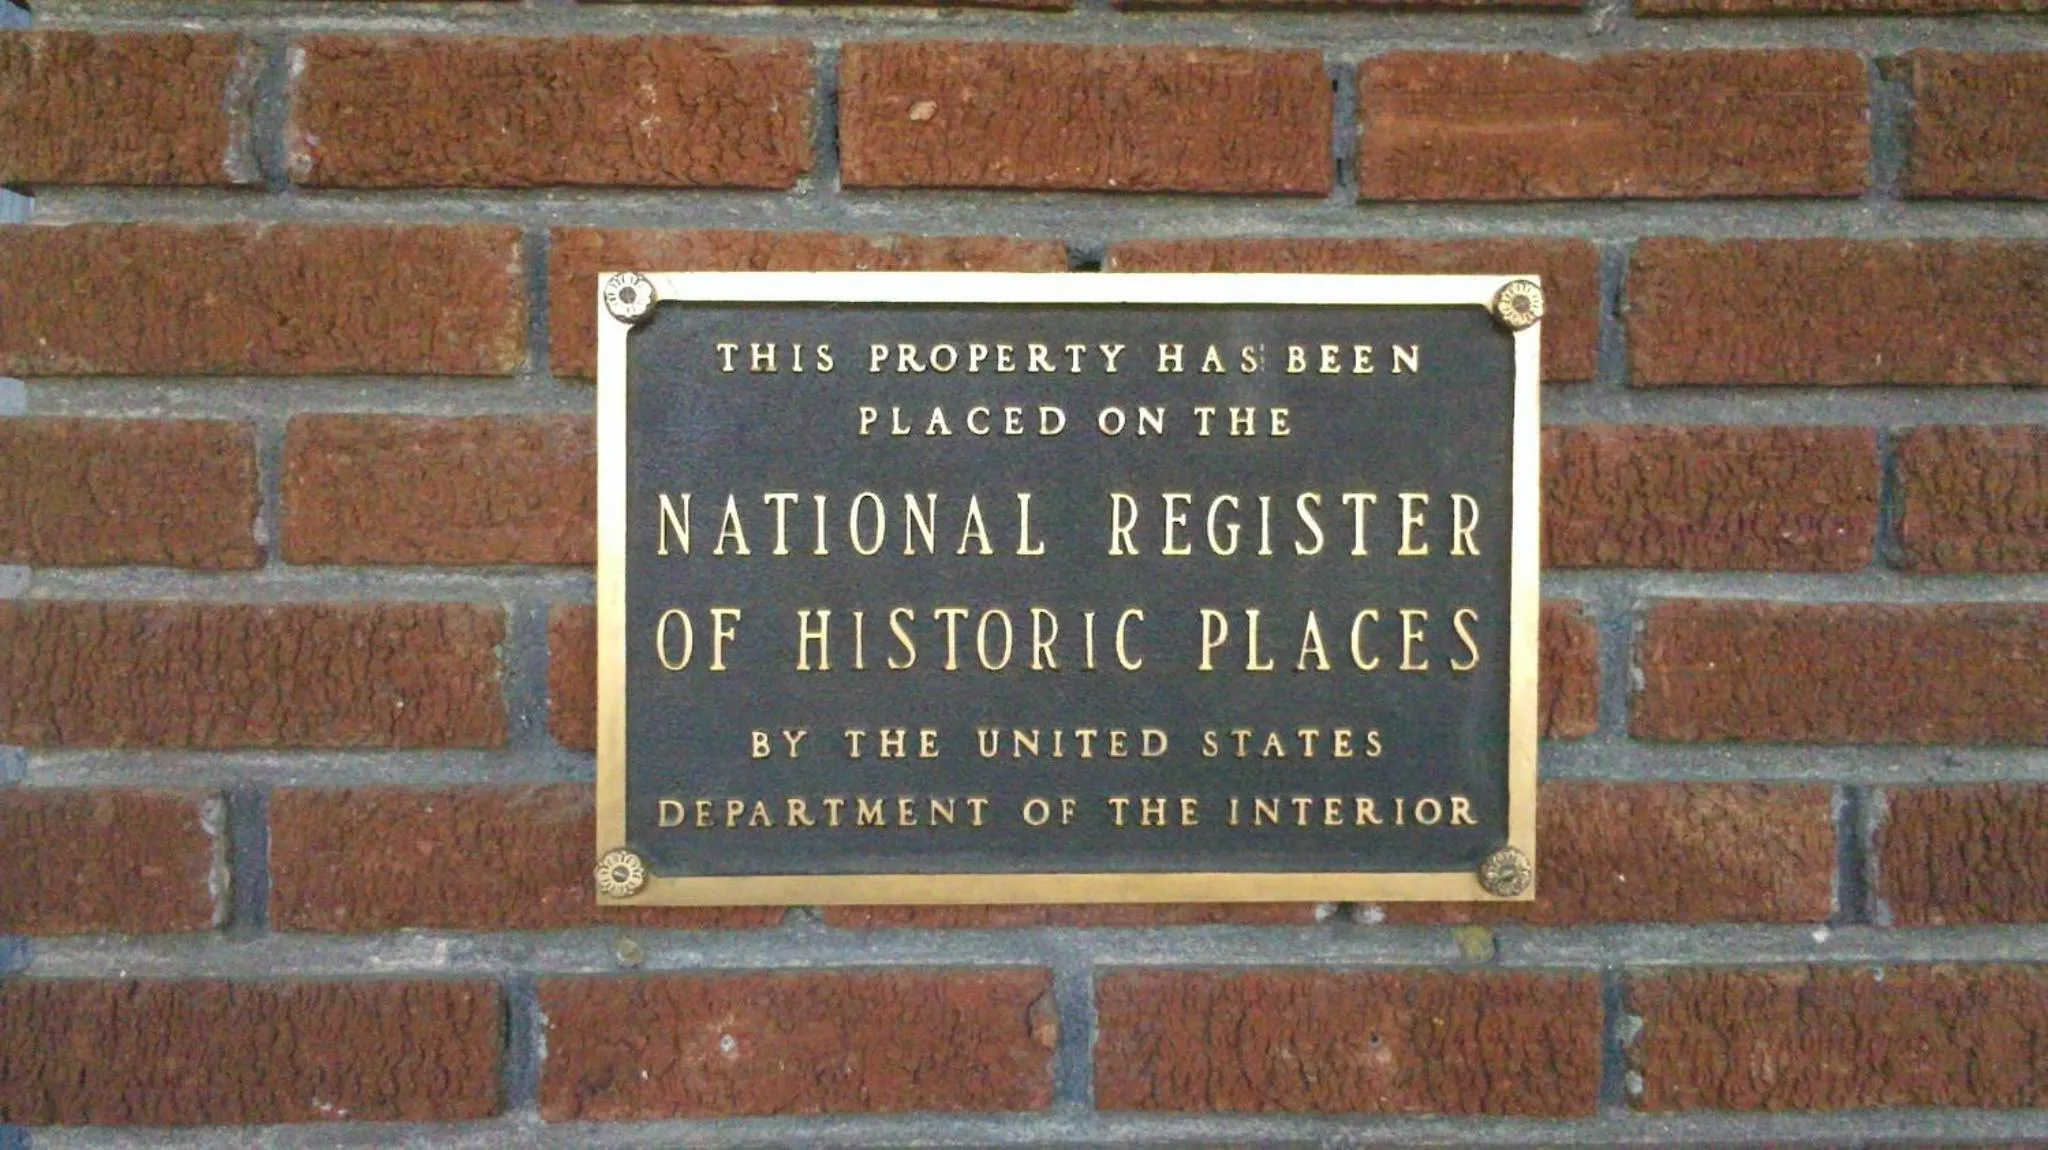 THIS PROPERTY HAS BEEN
PLACED ON THE
NATIONAL REGISTER
OF HISTORIC PLACES
BY THE UNITED STATES
DEPARTMENT OF THE INTERIOR